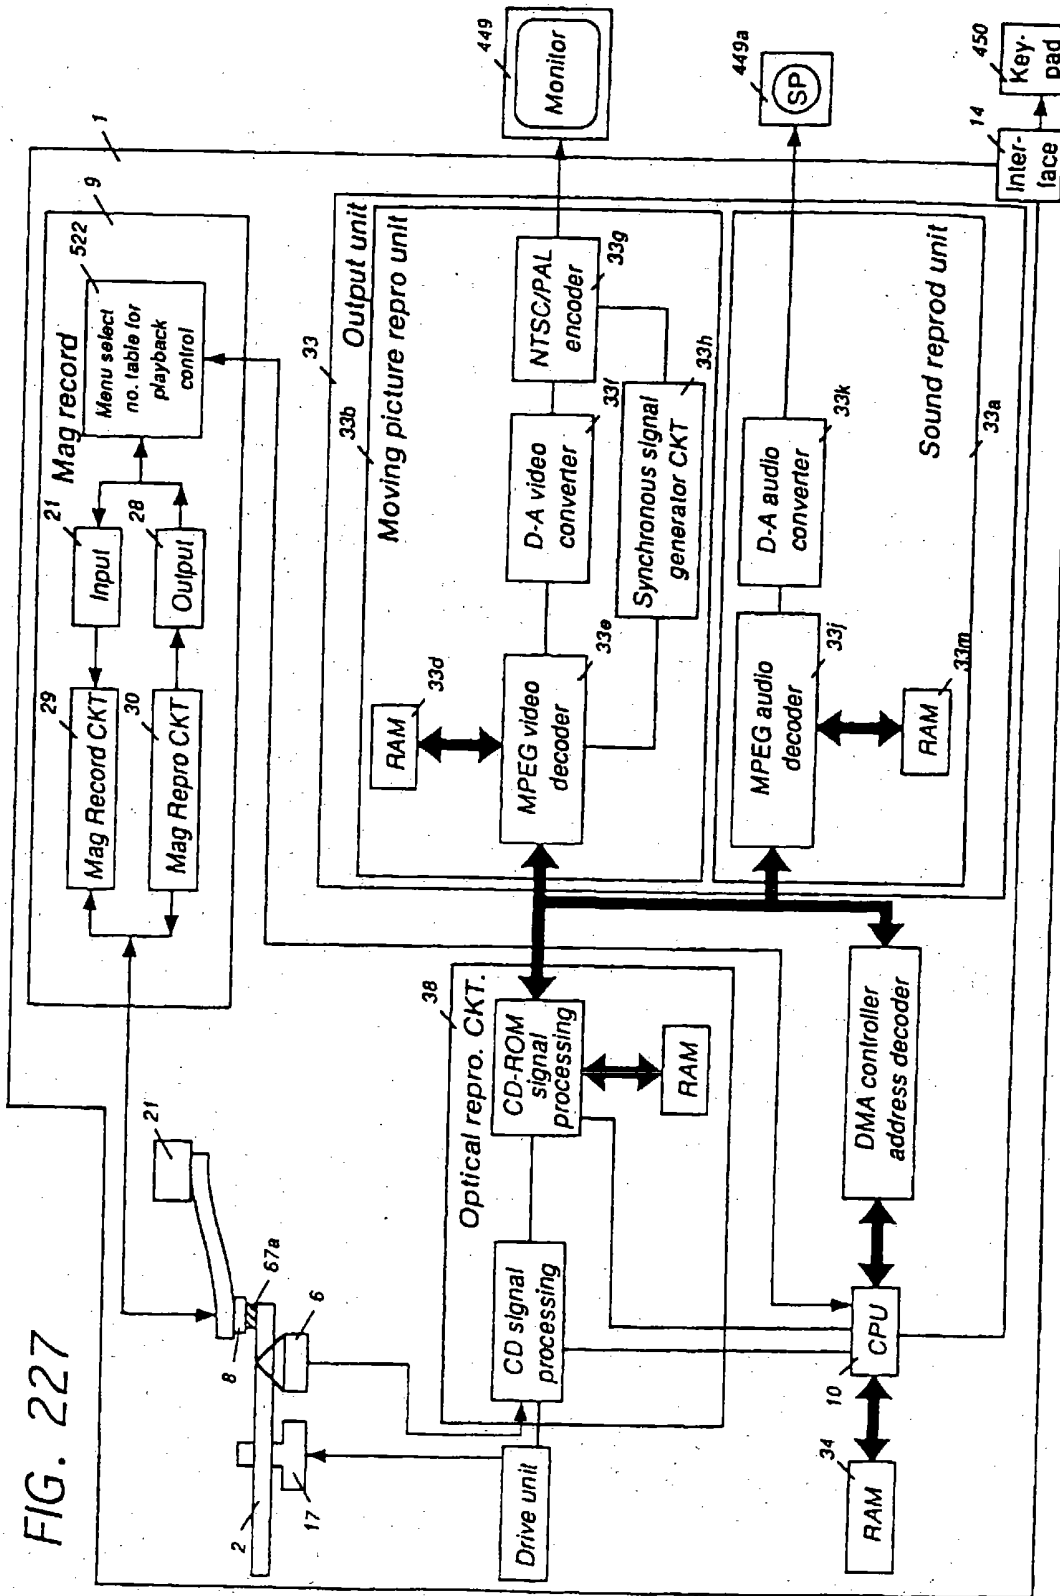 FIG. 227
1
9
Mag record
522
Menu select
no. table for
playback
control
21
Input
28
Output
29
Mag Record CKT
30
Mag Repro CKT
21
8
67a
6
2
17
Drive unit
38
Optical repro. CKT.
CD signal
processing
CD-ROM
signal
processing
RAM
33
Output unit
33b
Moving picture repro unit
33d
RAM
33e
MPEG video
decoder
33f
D-A video
converter
33g
NTSC/PAL
encoder
33h
Synchronous signal
generator CKT
449
Monitor
33a
Sound reprod unit
33j
MPEG audio
decoder
33k
D-A audio
converter
33m
RAM
449a
SP
34
RAM
10
CPU
DMA controller
address decoder
14
Inter-
face
450
Key-
pad